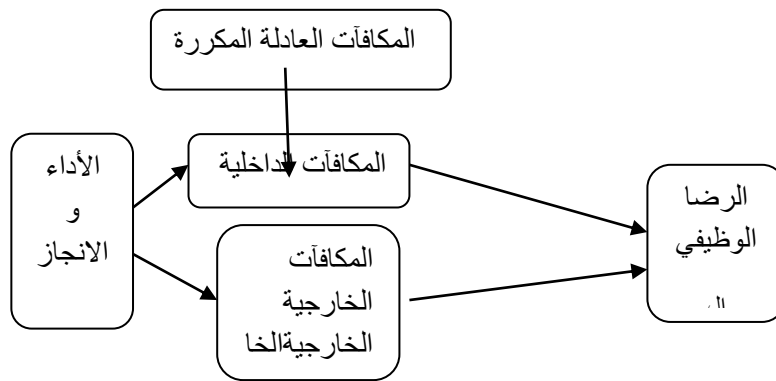 المكافآت العادلة المكررة
المكافآت الداخلية
الأداء
و
الانجاز
الرضا
الوظيفي
المكافآت
الخارجية
الخارجيةالخا